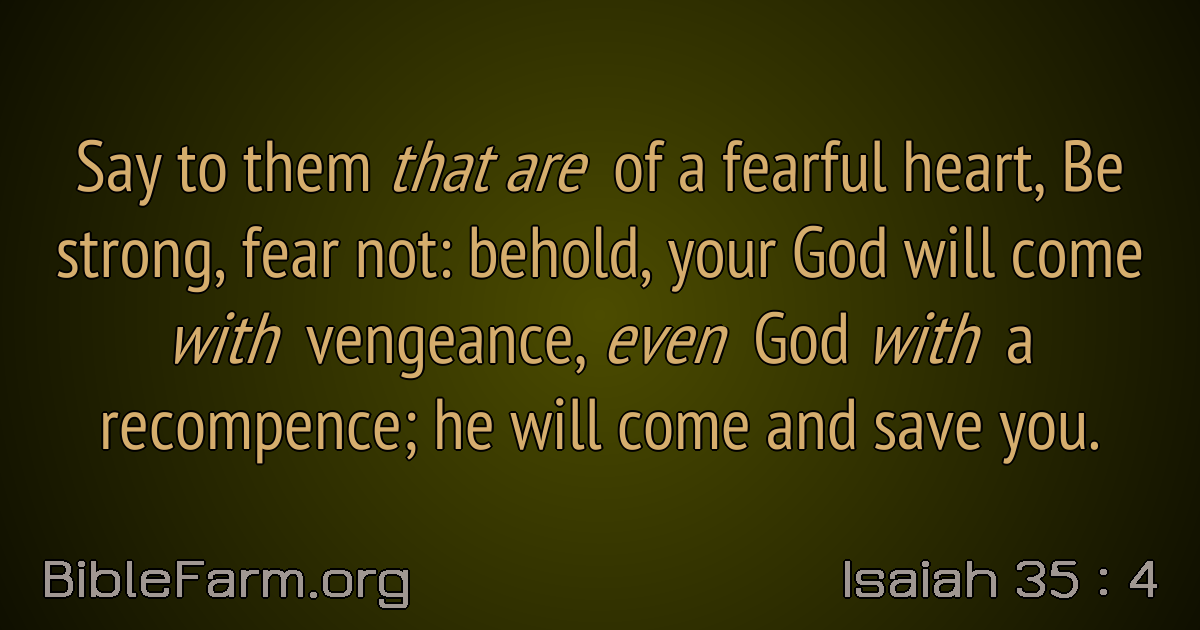 Say to them that are of a fearful heart, Be
strong, fear not: behold, your God will come
with vengeance, even God with a
recompence; he will come and save you.
BibleFarm.org
Isaiah 35 : 4